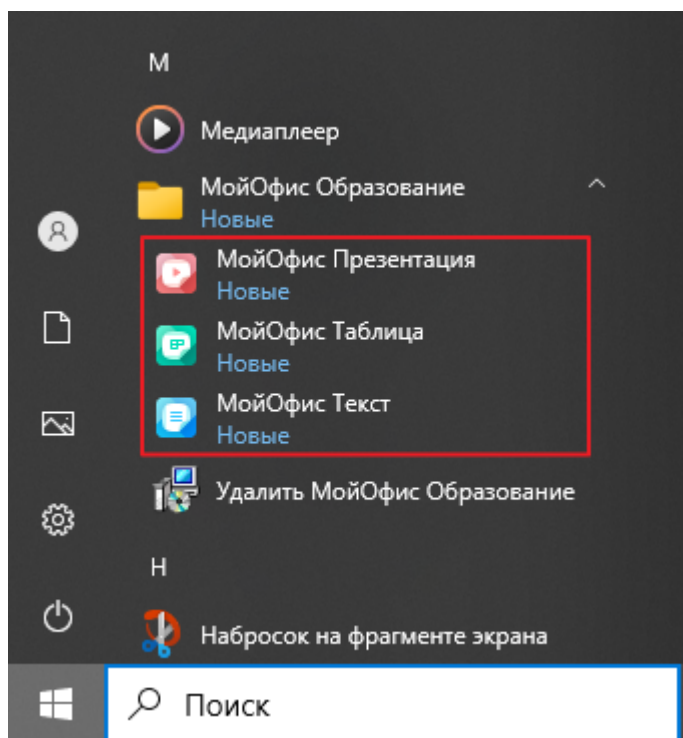 М
Медиаплеер
МойОфис Образование
Новые
МойОфис Презентация
Новые
МойОфис Таблица
Новые
МойОфис Текст
Новые
Удалить МойОфис Образование
Н
Набросок на фрагменте экрана
Поиск